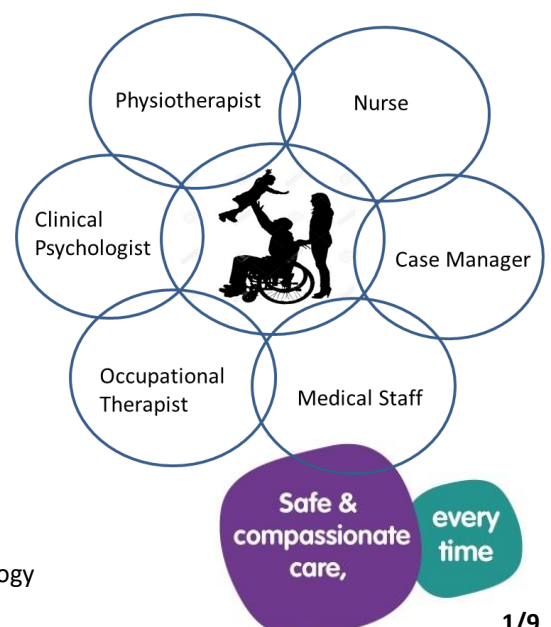 Physiotherapist
Nurse
Clinical
Psychologist
Case Manager
Occupational
Therapist
Medical Staff
Safe &
compassionate
care,
every
time
ogy
1/9